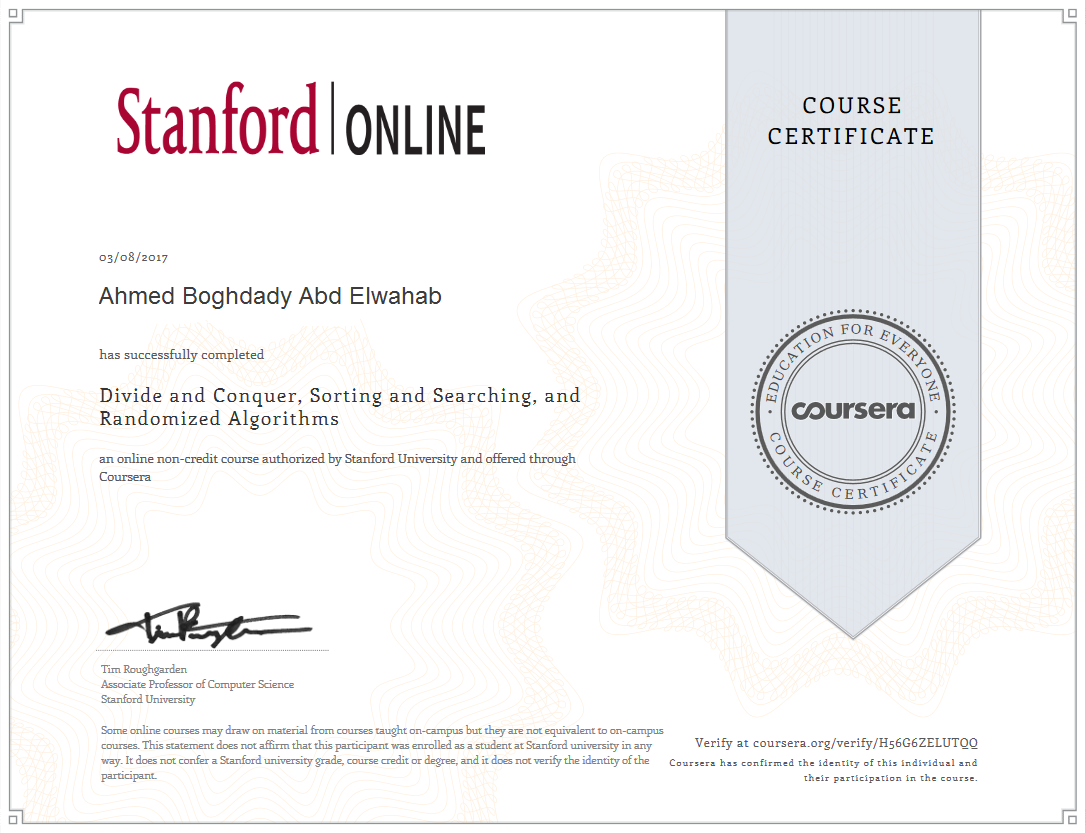 Stanford | ONLINE
COURSE
CERTIFICATE
03/08/2017
Ahmed Boghdady Abd Elwahab
has successfully completed
Divide and Conquer, Sorting and Searching, and
Randomized Algorithms
an online non-credit course authorized by Stanford University and offered through
Coursera
EDUCATION FOR EVERYONE
coursera
COURSE CERTIFICATE
Tim Roughgarden
Tim Roughgarden
Associate Professor of Computer Science
Stanford University
Some online courses may draw on material from courses taught on-campus but they are not equivalent to on-campus
courses. This statement does not affirm that this participant was enrolled as a student at Stanford university in any
way. It does not confer a Stanford university grade, course credit or degree, and it does not verify the identity of the
participant.
Verify at coursera.org/verify/H56G6ZELUTQQ
Coursera has confirmed the identity of this individual and
their participation in the course.